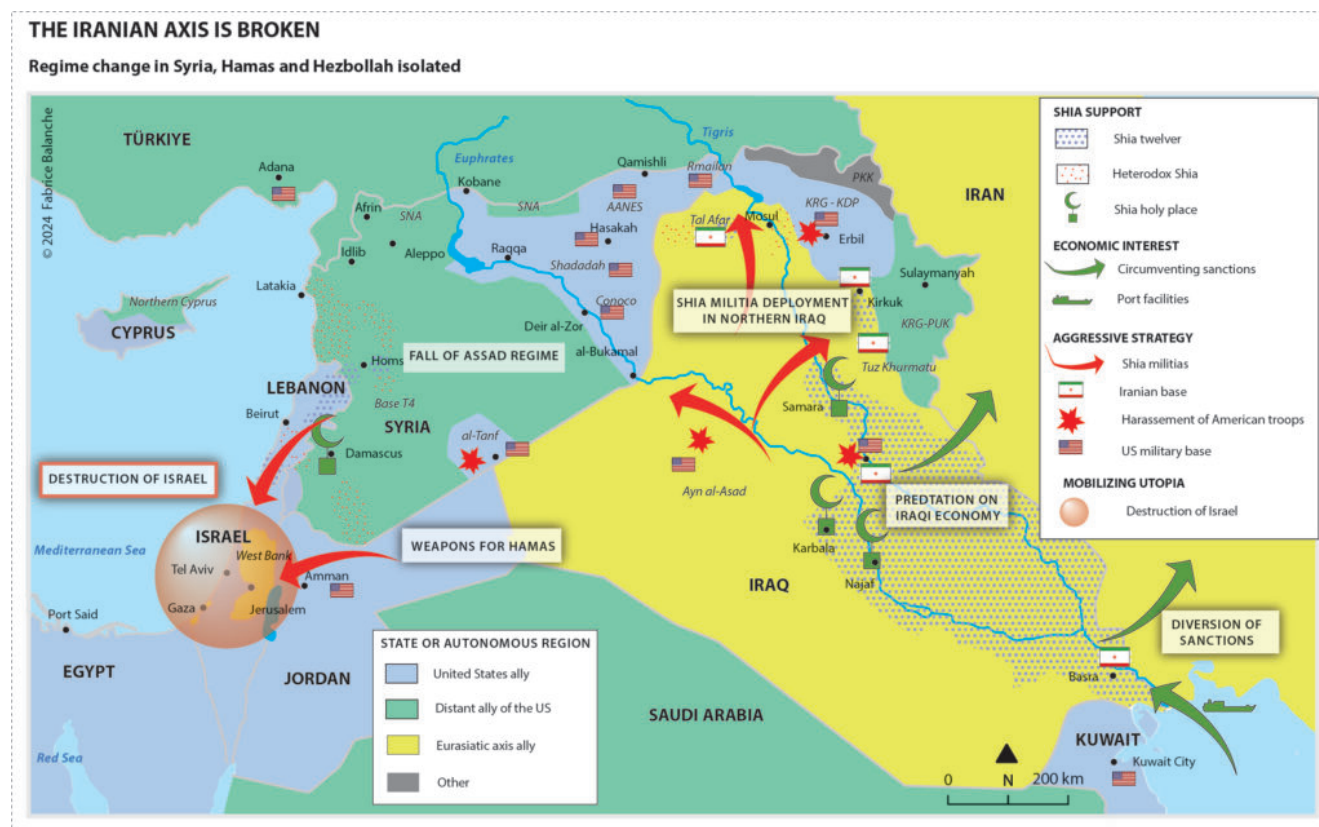 THE IRANIAN AXIS IS BROKEN
Regime change in Syria, Hamas and Hezbollah isolated
© 2024 Fabrice Balanche
TÜRKIYE
Adana
Afrin
SNA
Idlib
Aleppo
Latakia
Northern Cyprus
CYPRUS
Euphrates
Kobane
SNA
Raqqa
Qamishli
AANES
Hasakah
Shadadah
Conoco
Deir al-Zor
al-Bukamal
Tigris
Rmailan
Tal Afar
Mosul
PKK
KRG - KDP
Erbil
IRAN
Sulaymanyah
Kirkuk
KRG-PUK
Tuz Khurmatu
SHIA MILITIA DEPLOYMENT
IN NORTHERN IRAQ
FALL OF ASSAD REGIME
Homs
LEBANON
Beirut
Base T4
SYRIA
Damascus
al-Tanf
Samara
Ayn al-Asad
PREDTATION ON
IRAQI ECONOMY
Karbala
Najaf
IRAQ
DESTRUCTION OF ISRAEL
WEAPONS FOR HAMAS
Mediterranean Sea
ISRAEL
West Bank
Tel Aviv
Amman
Gaza
Jerusalem
Port Said
EGYPT
JORDAN
Red Sea
SAUDI ARABIA
DIVERSION OF
SANCTIONS
Basra
KUWAIT
Kuwait City
0 N 200 km
STATE OR AUTONOMOUS REGION
United States ally
Distant ally of the US
Eurasiatic axis ally
Other
SHIA SUPPORT
Shia twelver
Heterodox Shia
Shia holy place
ECONOMIC INTEREST
Circumventing sanctions
Port facilities
AGGRESSIVE STRATEGY
Shia militias
Iranian base
Harassement of American troops
US military base
MOBILIZING UTOPIA
Destruction of Israel